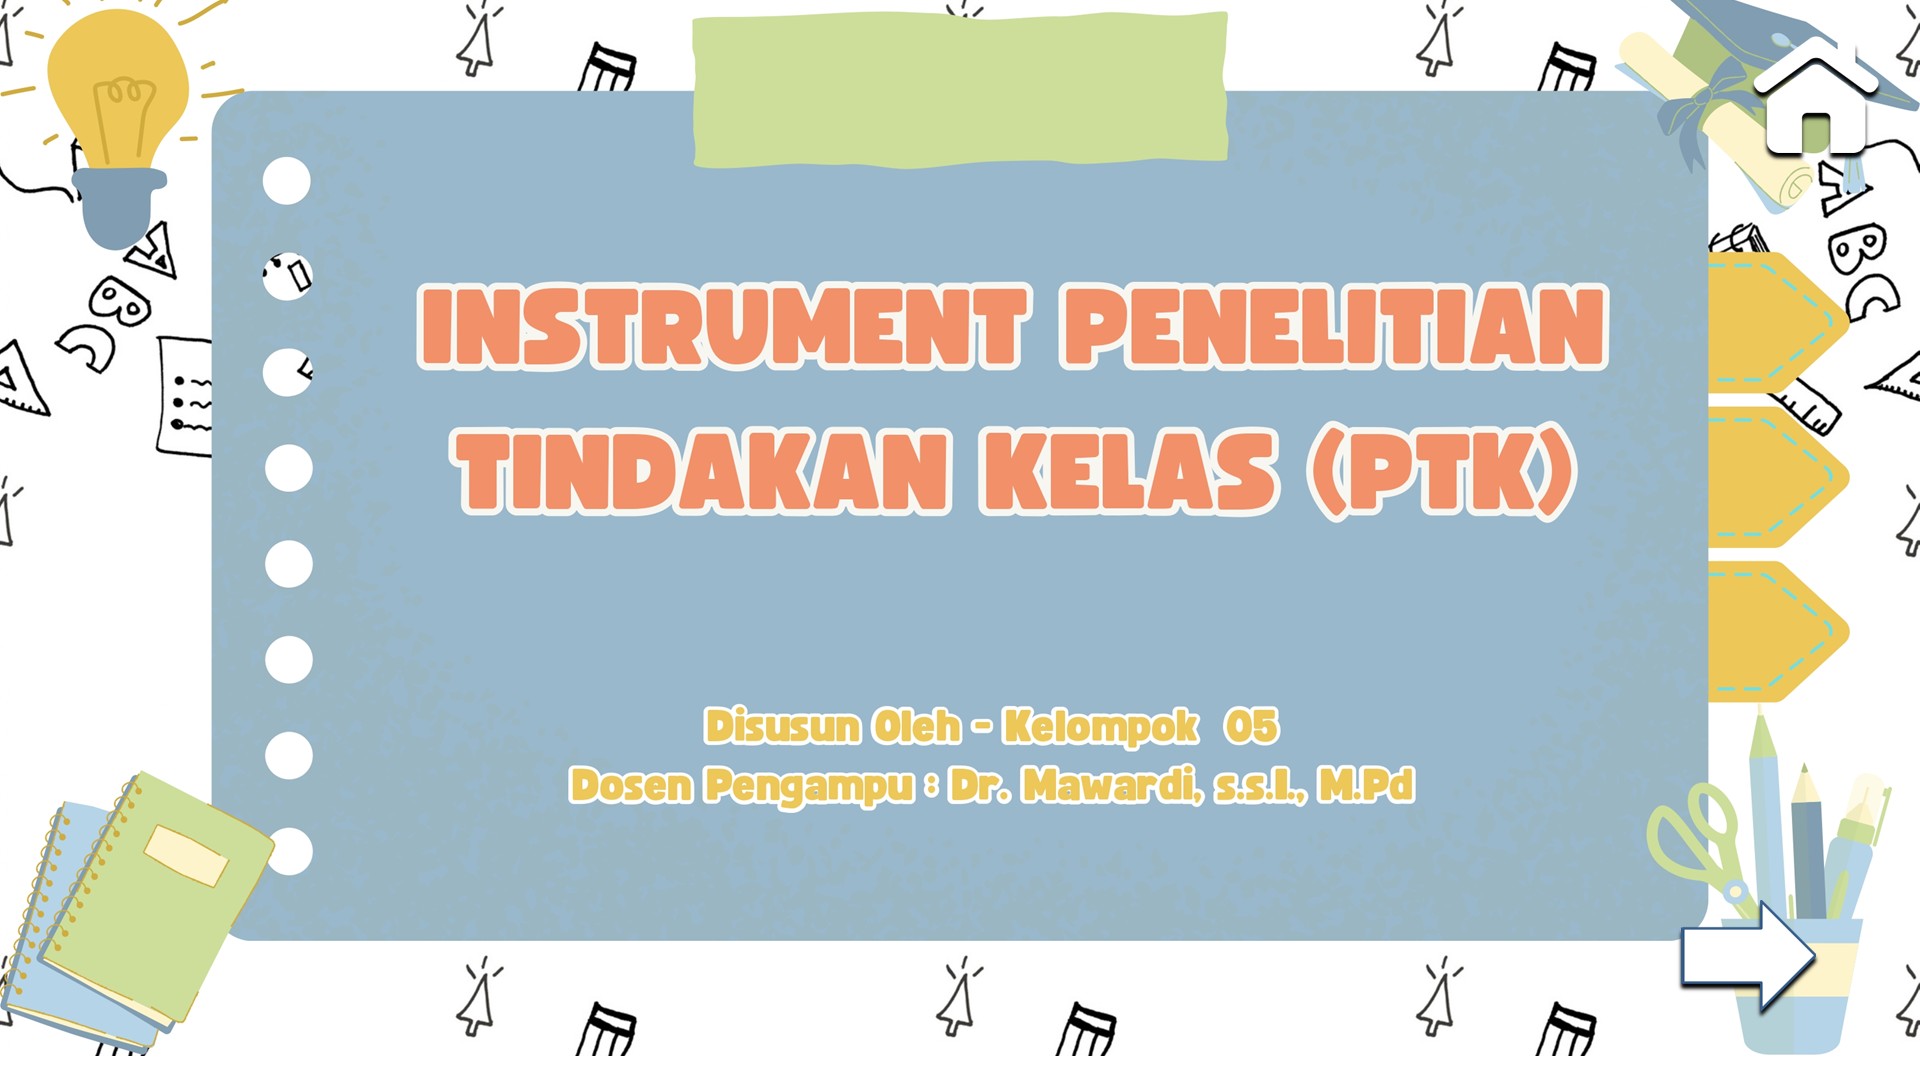 INSTRUMENT PENELITIAN
TINDAKAN KELAS (PTK)
Disusun Oleh - Kelompok 05
Dosen Pengampu : Dr. Mawardi, s.s.I., M.Pd
A
B
C
A
B
C